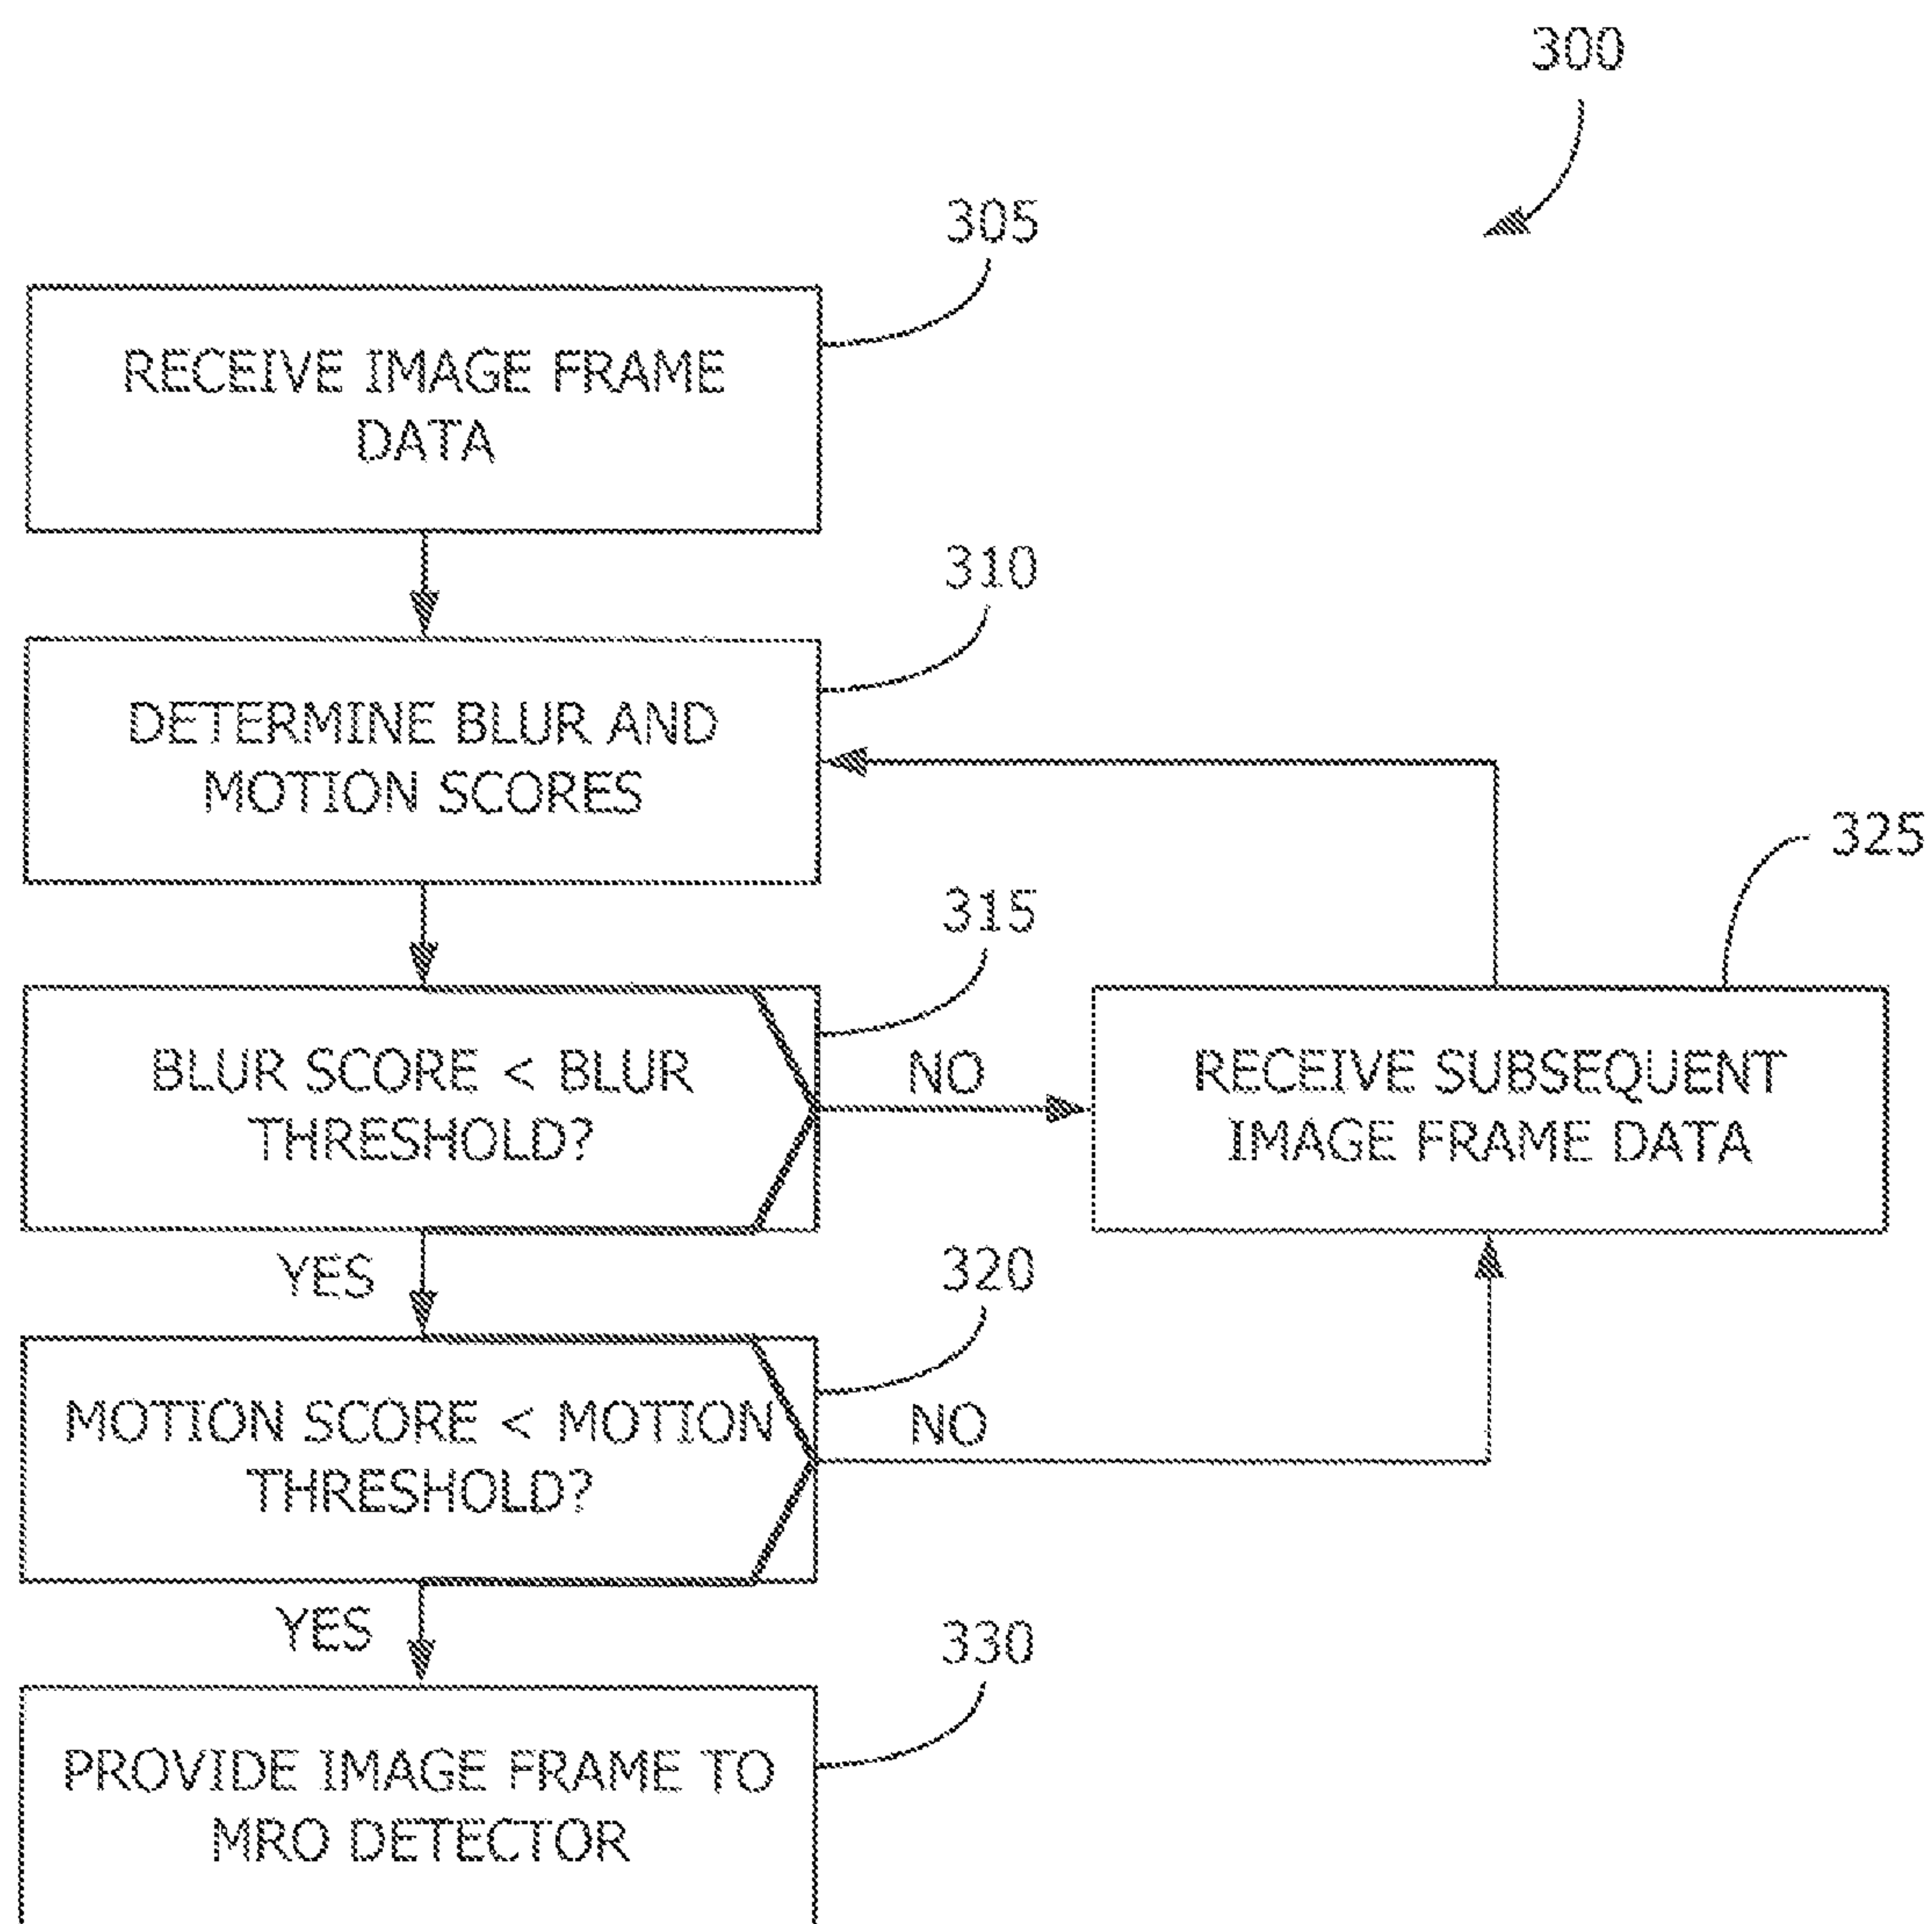 300
305
RECEIVE IMAGE FRAME
DATA
310
DETERMINE BLUR AND
MOTION SCORES
325
315
BLUR SCORE < BLUR
THRESHOLD?
NO
RECEIVE SUBSEQUENT
IMAGE FRAME DATA
YES
320
MOTION SCORE < MOTION
THRESHOLD?
NO
YES
330
PROVIDE IMAGE FRAME TO
MRO DETECTOR